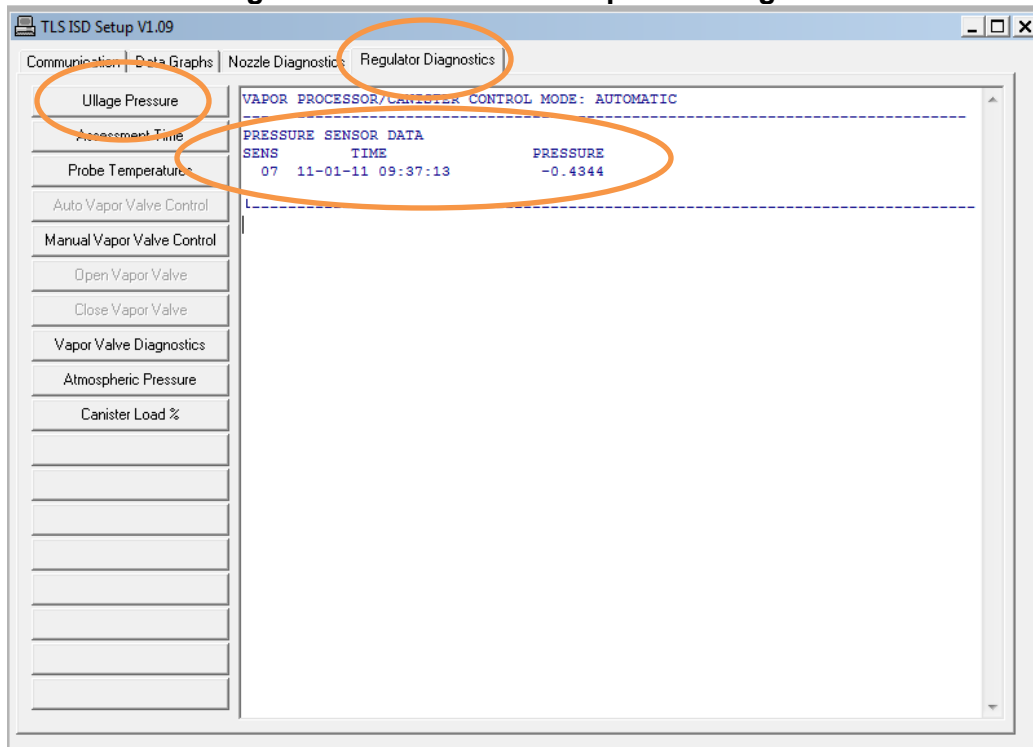 TLS ISD Setup V1.09
Communication Data Graphs Nozzle Diagnostics Regulator Diagnostics
Ullage Pressure
Assessment Time
Probe Temperatures
Auto Vapor Valve Control
Manual Vapor Valve Control
Open Vapor Valve
Close Vapor Valve
Vapor Valve Diagnostics
Atmospheric Pressure
Canister Load %
VAPOR PROCESSOR/CANISTER CONTROL MODE: AUTOMATIC
PRESSURE SENSOR DATA
SENS TIME PRESSURE
07 11-01-11 09:37:13 -0.4344